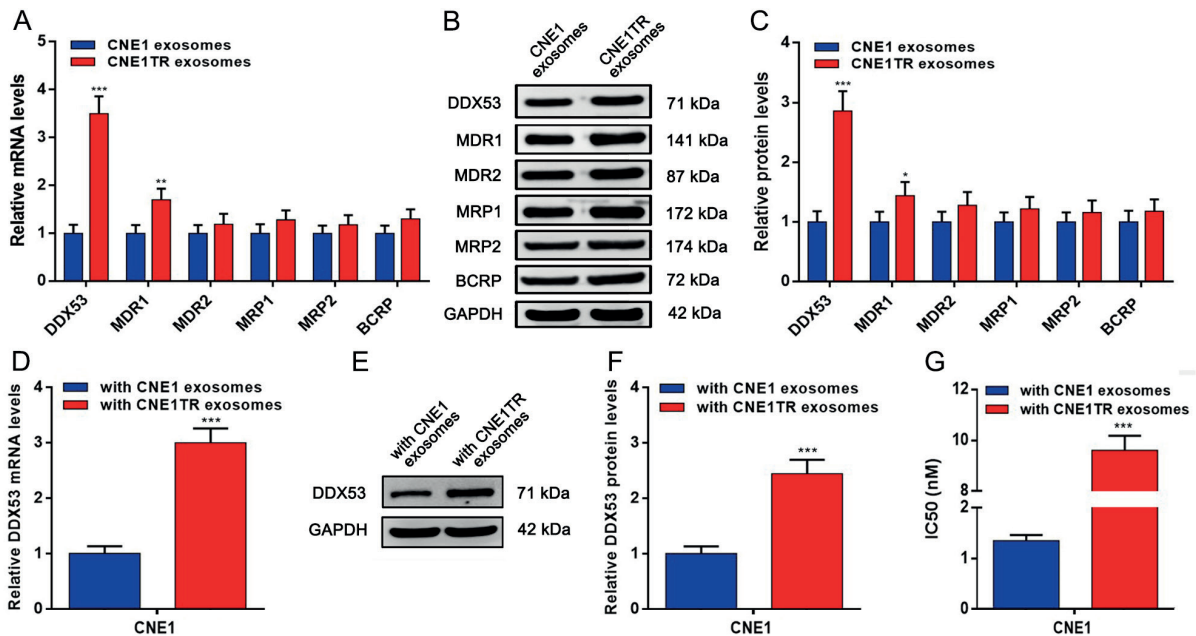 A
Relative mRNA levels
5
4
3
2
1
0
CNE1 exosomes
CNE1TR exosomes
***
**
DDX53
MDR1
MDR2
MRP1
MRP2
BCRP
B
CNE1
exosomes
CNE1TR
exosomes
DDX53 71 kDa
MDR1 141 kDa
MDR2 87 kDa
MRP1 172 kDa
MRP2 174 kDa
BCRP 72 kDa
GAPDH 42 kDa
C
Relative protein levels
4
3
2
1
0
CNE1 exosomes
CNE1TR exosomes
***
*
DDX53
MDR1
MDR2
MRP1
MRP2
BCRP
D
Relative DDX53 mRNA levels
4
3
2
1
0
with CNE1 exosomes
with CNE1TR exosomes
***
CNE1
E
with CNE1
exosomes
with CNE1TR
exosomes
DDX53 71 kDa
GAPDH 42 kDa
F
Relative DDX53 protein levels
4
3
2
1
0
with CNE1 exosomes
with CNE1TR exosomes
***
CNE1
G
IC50 (nM)
12
10
8
2
1
0
with CNE1 exosomes
with CNE1TR exosomes
***
CNE1